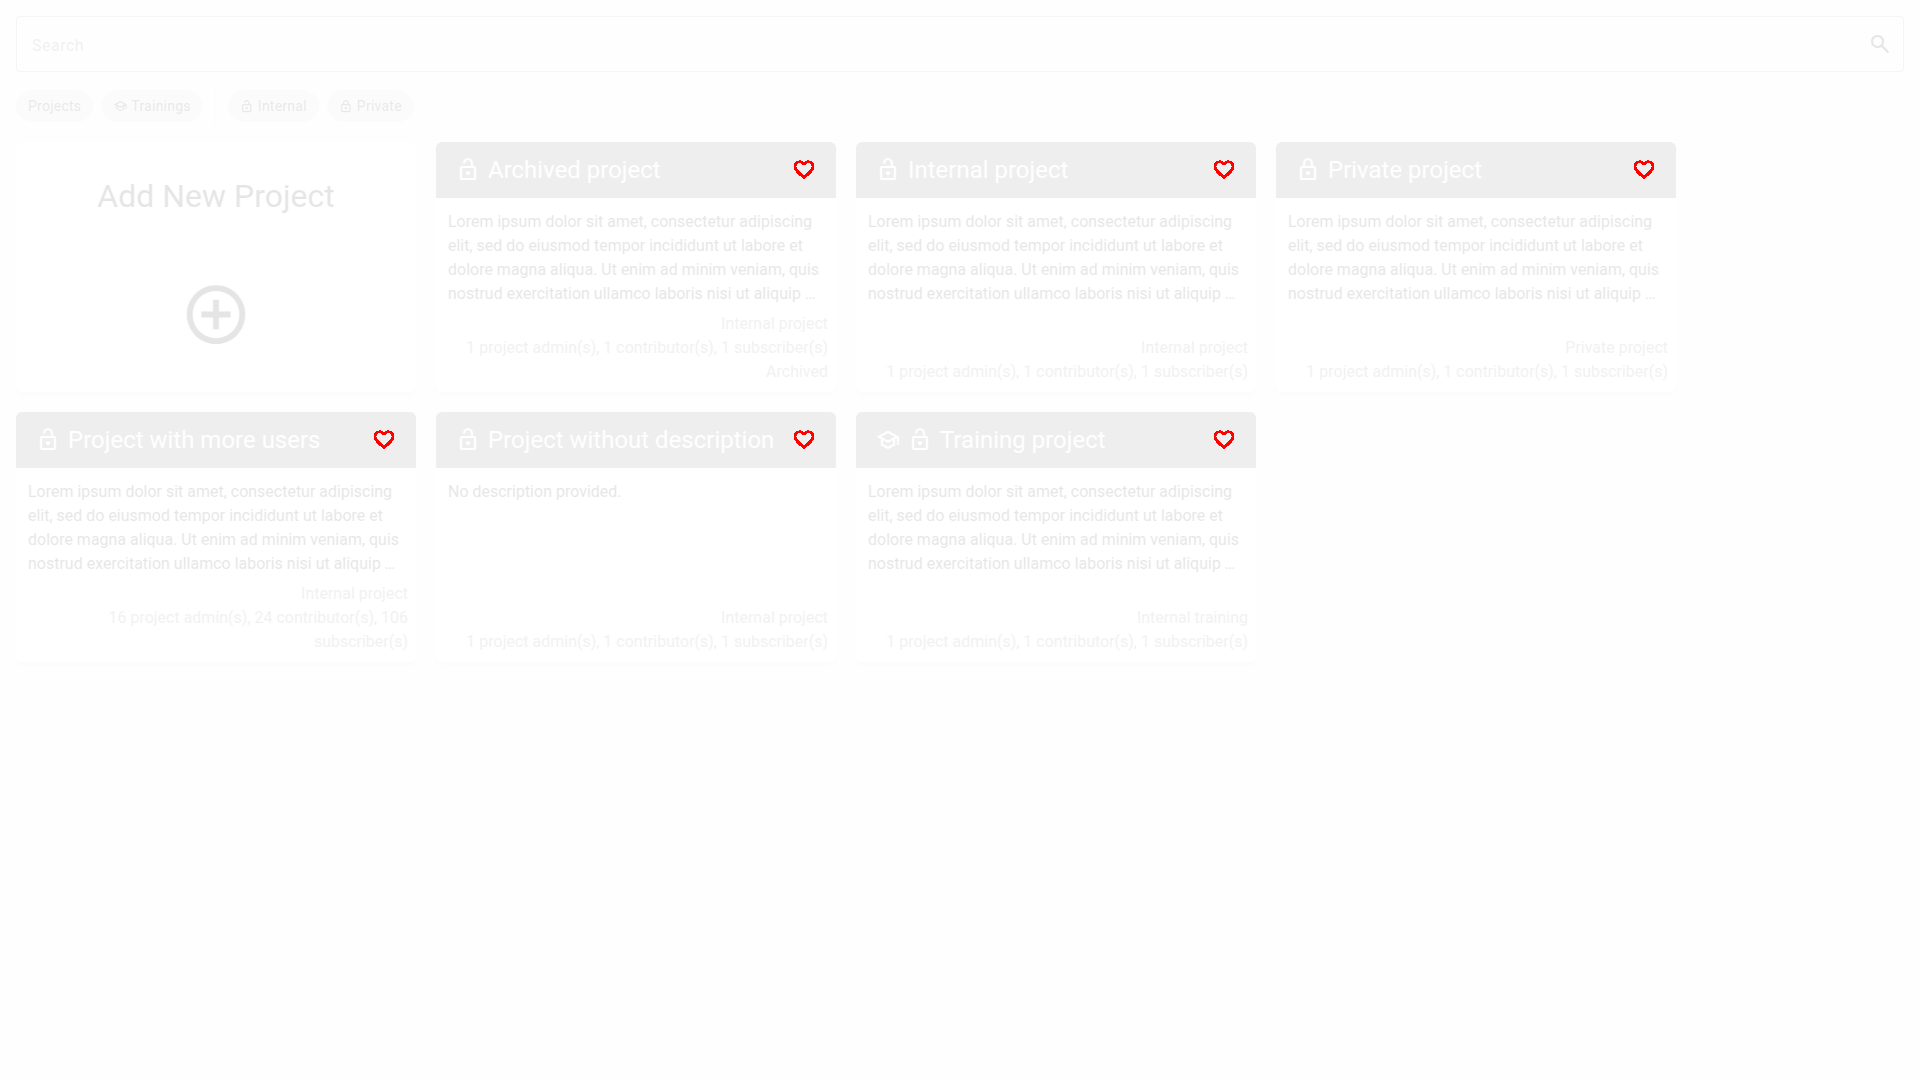 Search
Projects
Trainings
Internal
Private
Add New Project
Archived project
Lorem ipsum dolor sit amet, consectetur adipiscing
elit, sed do eiusmod tempor incididunt ut labore et
dolore magna aliqua. Ut enim ad minim veniam, quis
nostrud exercitation ullamco laboris nisi ut aliquip ...
Internal project
1 project admin(s), 1 contributor(s), 1 subscriber(s)
Archived
Internal project
Lorem ipsum dolor sit amet, consectetur adipiscing
elit, sed do eiusmod tempor incididunt ut labore et
dolore magna aliqua. Ut enim ad minim veniam, quis
nostrud exercitation ullamco laboris nisi ut aliquip ...
Internal project
1 project admin(s), 1 contributor(s), 1 subscriber(s)
Private project
Lorem ipsum dolor sit amet, consectetur adipiscing
elit, sed do eiusmod tempor incididunt ut labore et
dolore magna aliqua. Ut enim ad minim veniam, quis
nostrud exercitation ullamco laboris nisi ut aliquip ...
Private project
1 project admin(s), 1 contributor(s), 1 subscriber(s)
Project with more users
Lorem ipsum dolor sit amet, consectetur adipiscing
elit, sed do eiusmod tempor incididunt ut labore et
dolore magna aliqua. Ut enim ad minim veniam, quis
nostrud exercitation ullamco laboris nisi ut aliquip ...
Internal project
16 project admin(s), 24 contributor(s), 106
subscriber(s)
Project without description
No description provided.
Internal project
1 project admin(s), 1 contributor(s), 1 subscriber(s)
Training project
Lorem ipsum dolor sit amet, consectetur adipiscing
elit, sed do eiusmod tempor incididunt ut labore et
dolore magna aliqua. Ut enim ad minim veniam, quis
nostrud exercitation ullamco laboris nisi ut aliquip ...
Internal training
1 project admin(s), 1 contributor(s), 1 subscriber(s)